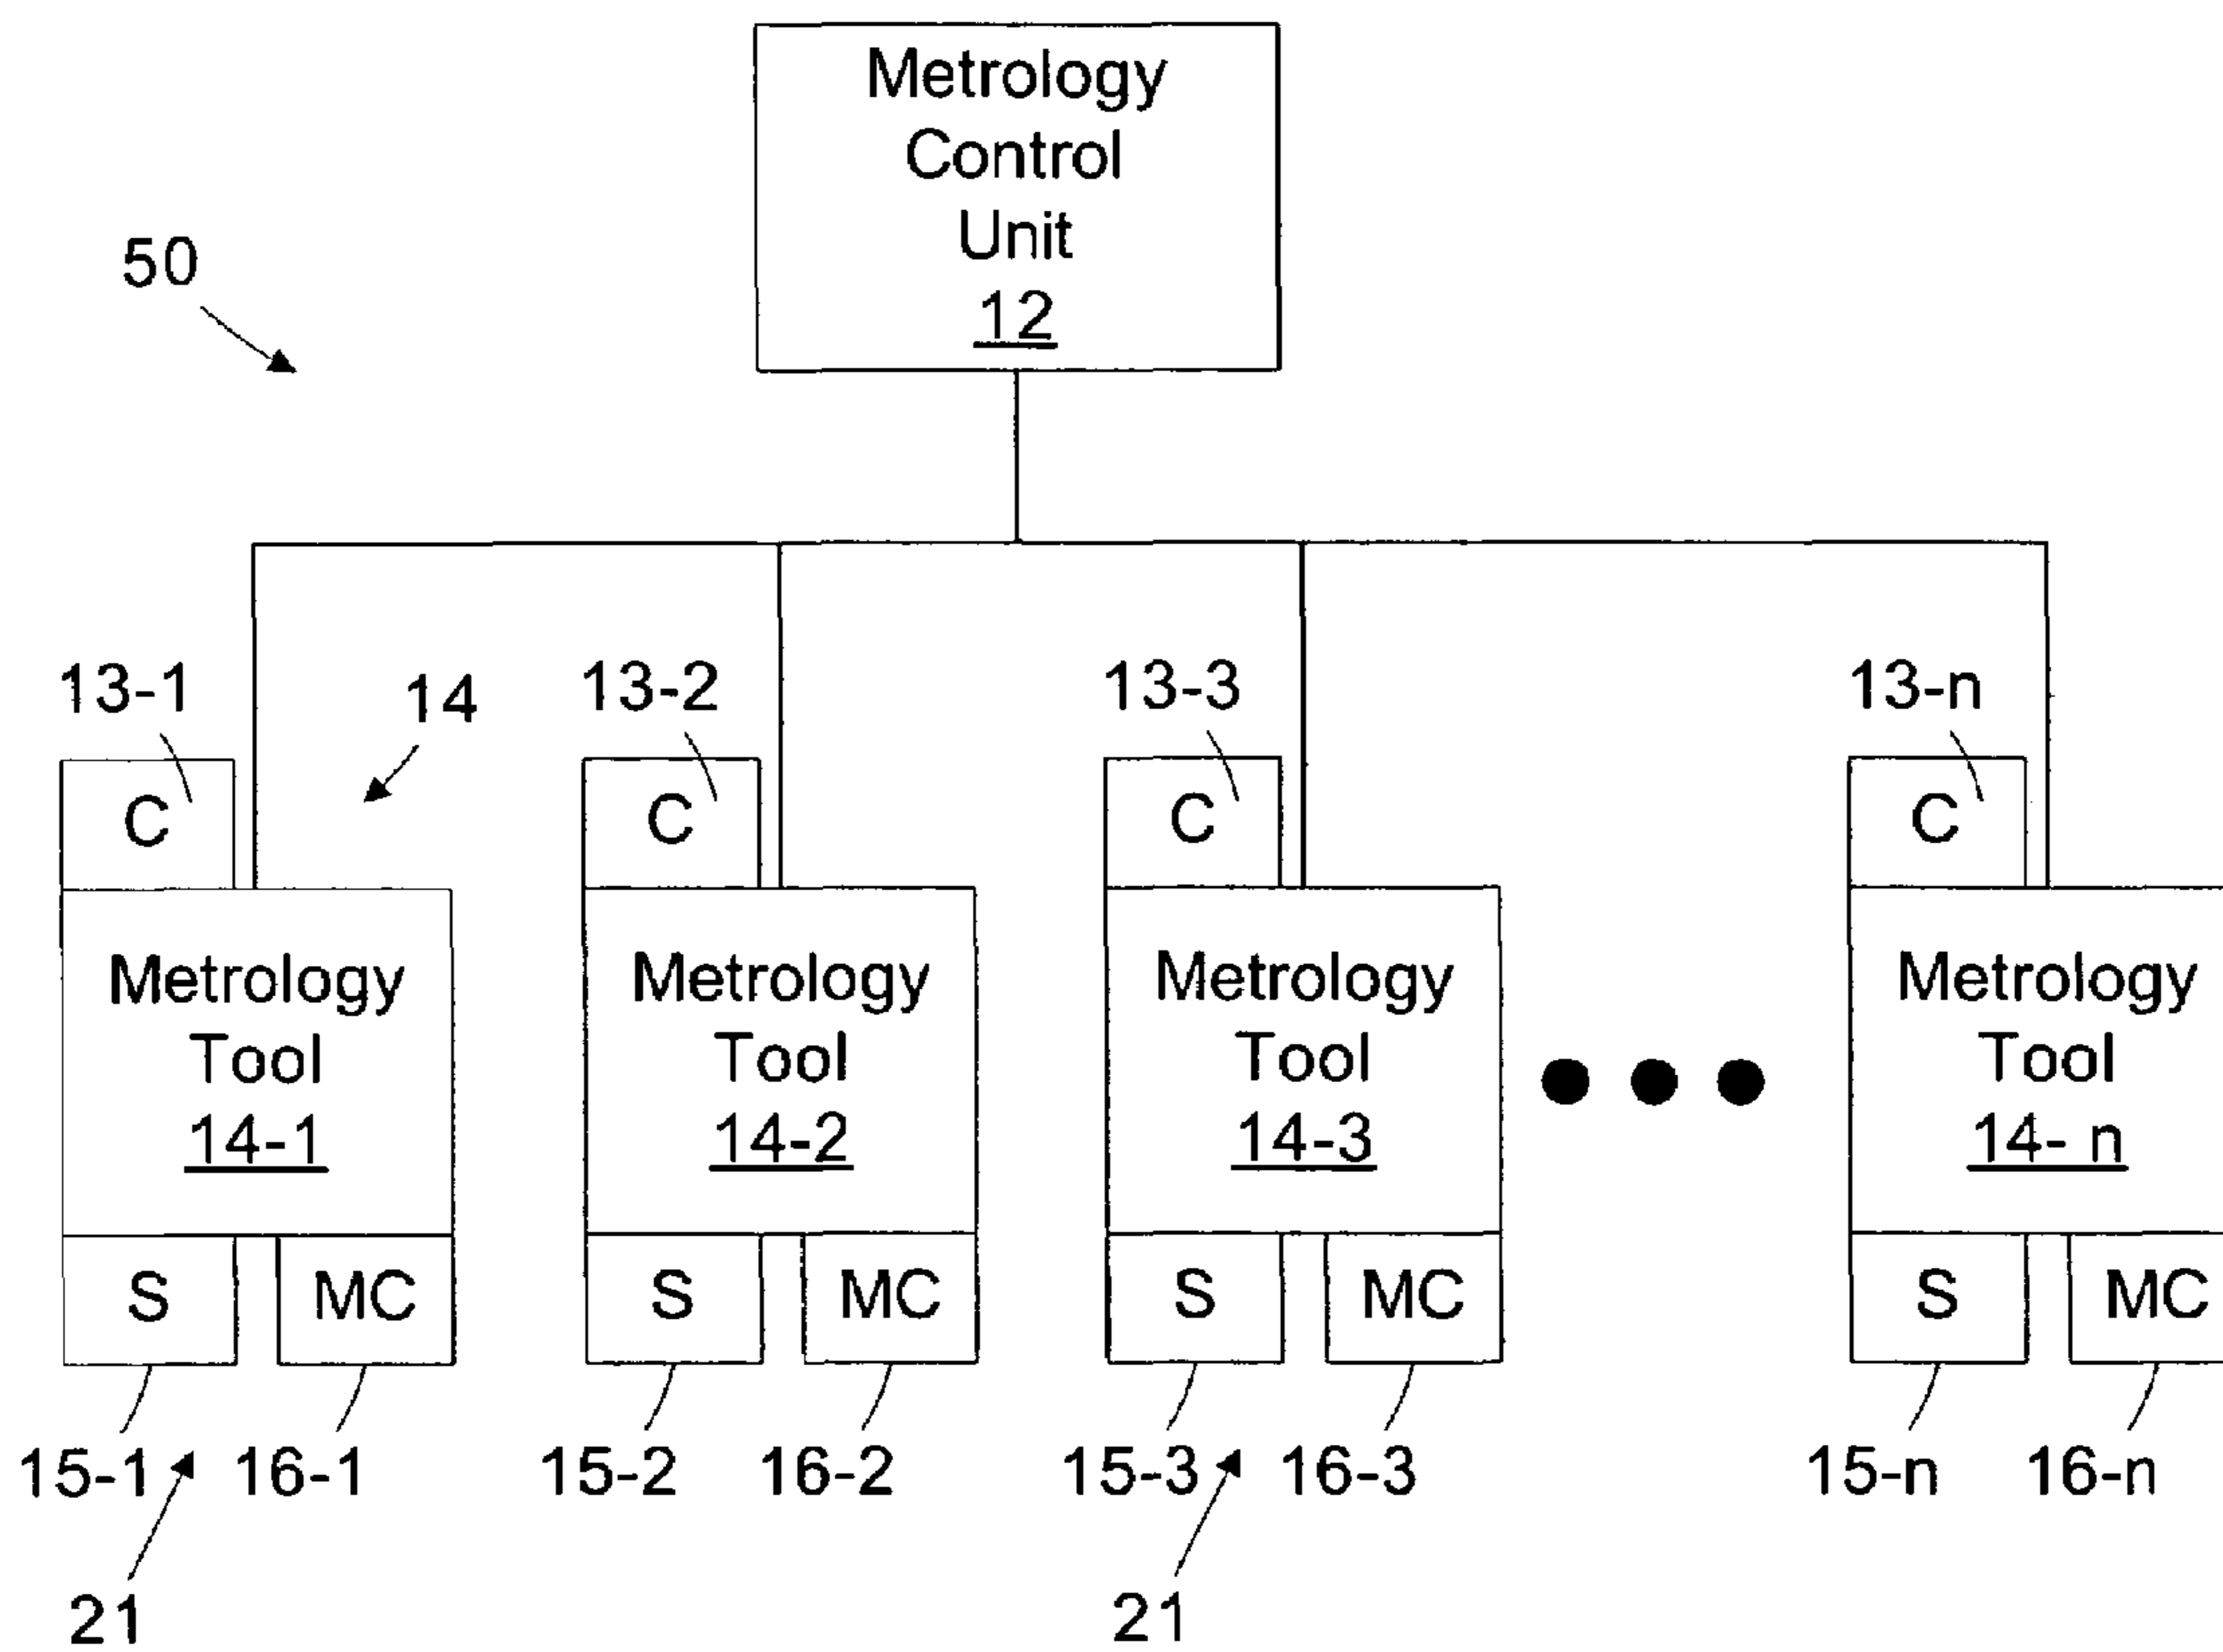 Metrology
Control
Unit
12
50
13-1
14
13-2
13-3
13-n
C
C
C
C
Metrology
Tool
14-1
Metrology
Tool
14-2
Metrology
Tool
14-3
Metrology
Tool
14- n
S
MC
S
MC
S
MC
S
MC
15-1
16-1
15-2
16-2
15-3
16-3
15-n
16-n
21
21